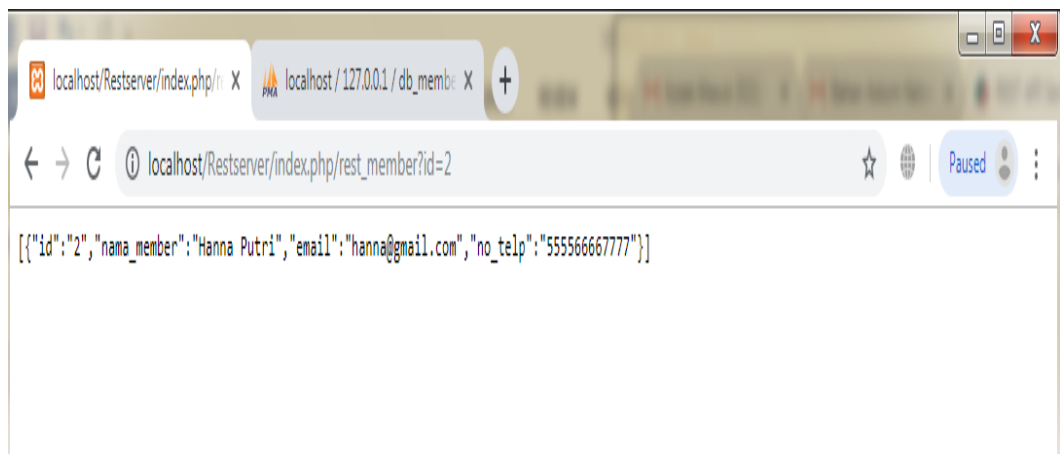 localhost/Restserver/index.php/r
localhost / 127.0.0.1 / db_membe
localhost/Restserver/index.php/rest_member?id=2
Paused
[{"id":"2","nama_member":"Hanna Putri","email":"hanna@gmail.com","no_telp":"555566667777"}]